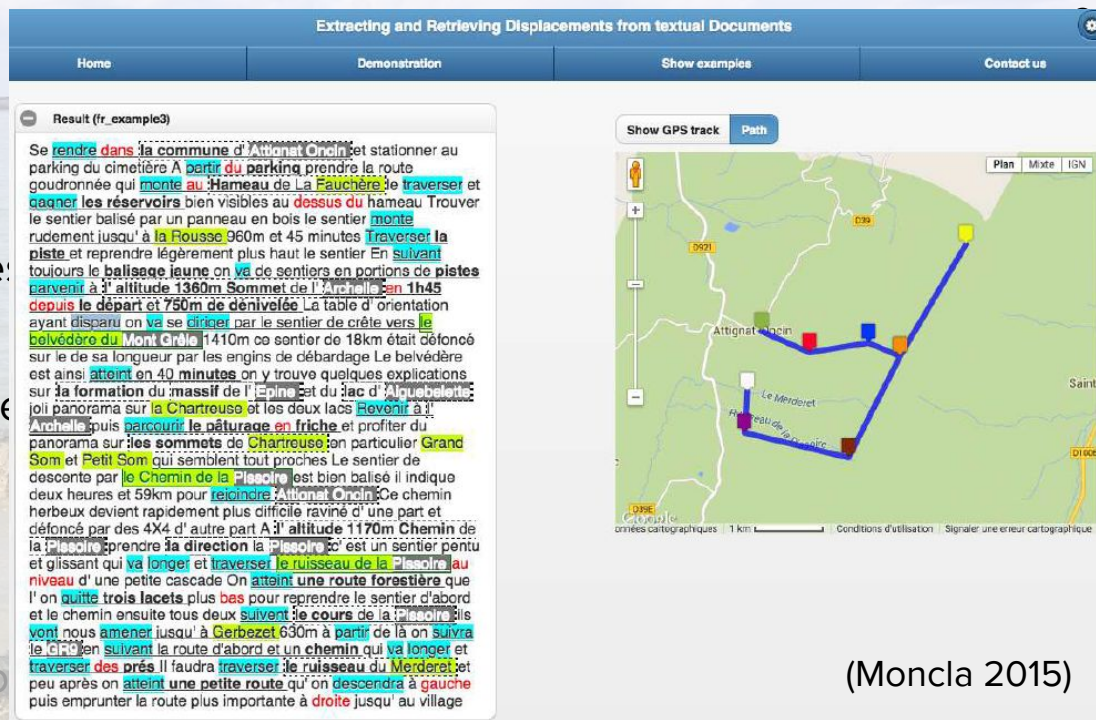 Extracting and Retrieving Displacements from textual Documents
Home
Demonstration
Show examples
Contact us
Result (fr_example3)
Se rendre dans la commune d' Attignat Oncin et stationner au
parking du cimetière A partir du parking prendre la route
goudronnée qui monte au Hameau de La Fauchère le traverser et
gagner les réservoirs bien visibles au dessus du hameau Trouver
le sentier balisé par un panneau en bois le sentier monte
rudement jusqu' à la Rousse 960m et 45 minutes Traverser la
piste et reprendre légèrement plus haut le sentier En suivant
toujours le balisage jaune on va de sentiers en portions de pistes
parvenir à l' altitude 1360m Sommet de l' Archelle en 1h45
depuis le départ et 750m de dénivelée La table d' orientation
ayant disparu on va se diriger par le sentier de crête vers le
belvédère du Mont Grêle 1410m ce sentier de 18km était défoncé
sur le de sa longueur par les engins de débardage Le belvédère
est ainsi atteint en 40 minutes on y trouve quelques explications
sur la formation du massif de l' Epine et du lac d' Aiguebelette
joli panorama sur la Chartreuse et les deux lacs Revenir à l'
Archelle puis parcourir le pâturage en friche et profiter du
panorama sur les sommets de Chartreuse en particulier Grand
Som et Petit Som qui semblent tout proches Le sentier de
descente par le Chemin de la Pissoire est bien balisé il indique
deux heures et 59km pour rejoindre Attignat Oncin Ce chemin
herbeux devient rapidement plus difficile raviné d' une part et
défoncé par des 4X4 d' autre part A l' altitude 1170m Chemin de
la Pissoire prendre la direction la Pissoire c' est un sentier pentu
et glissant qui va longer et traverser le ruisseau de la Pissoire au
niveau d' une petite cascade On atteint une route forestière que
l' on quitte trois lacets plus bas pour reprendre le sentier d'abord
et le chemin ensuite tous deux suivent le cours de la Pissoire ils
vont nous amener jusqu' à Gerbezet 630m à partir de là on suivra
le GR9 en suivant la route d'abord et un chemin qui va longer et
traverser des prés Il faudra traverser le ruisseau du Merderet et
peu après on atteint une petite route qu' on descendra à gauche
puis emprunter la route plus importante à droite jusqu' au village
Show GPS track
Path
Plan
Mixte
IGN
D39
D921
Attignat-Oncin
Le Merderet
Saint
D39E
Google
1 km
Conditions d'utilisation
Signaler une erreur cartographique
(Moncla 2015)